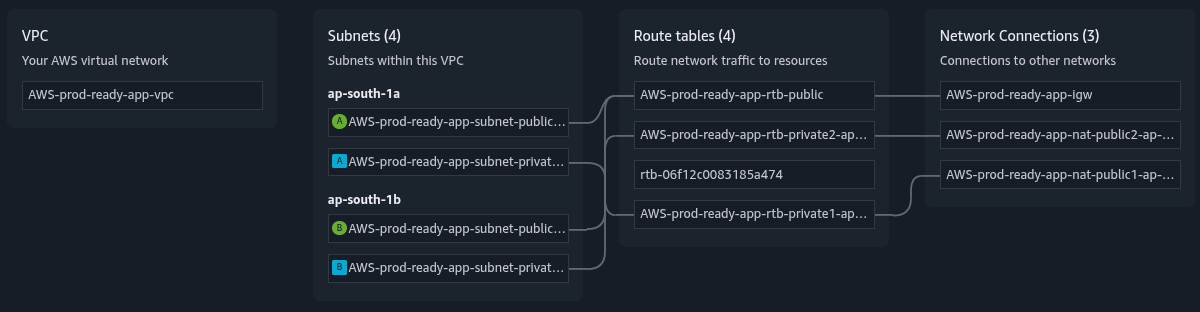 VPC
Your AWS virtual network
AWS-prod-ready-app-vpc
Subnets (4)
Subnets within this VPC
ap-south-1a
A AWS-prod-ready-app-subnet-public...
A AWS-prod-ready-app-subnet-privat...
ap-south-1b
B AWS-prod-ready-app-subnet-public...
B AWS-prod-ready-app-subnet-privat...
Route tables (4)
Route network traffic to resources
AWS-prod-ready-app-rtb-public
AWS-prod-ready-app-rtb-private2-ap...
rtb-06f12c0083185a474
AWS-prod-ready-app-rtb-private1-ap...
Network Connections (3)
Connections to other networks
AWS-prod-ready-app-igw
AWS-prod-ready-app-nat-public2-ap-...
AWS-prod-ready-app-nat-public1-ap-...